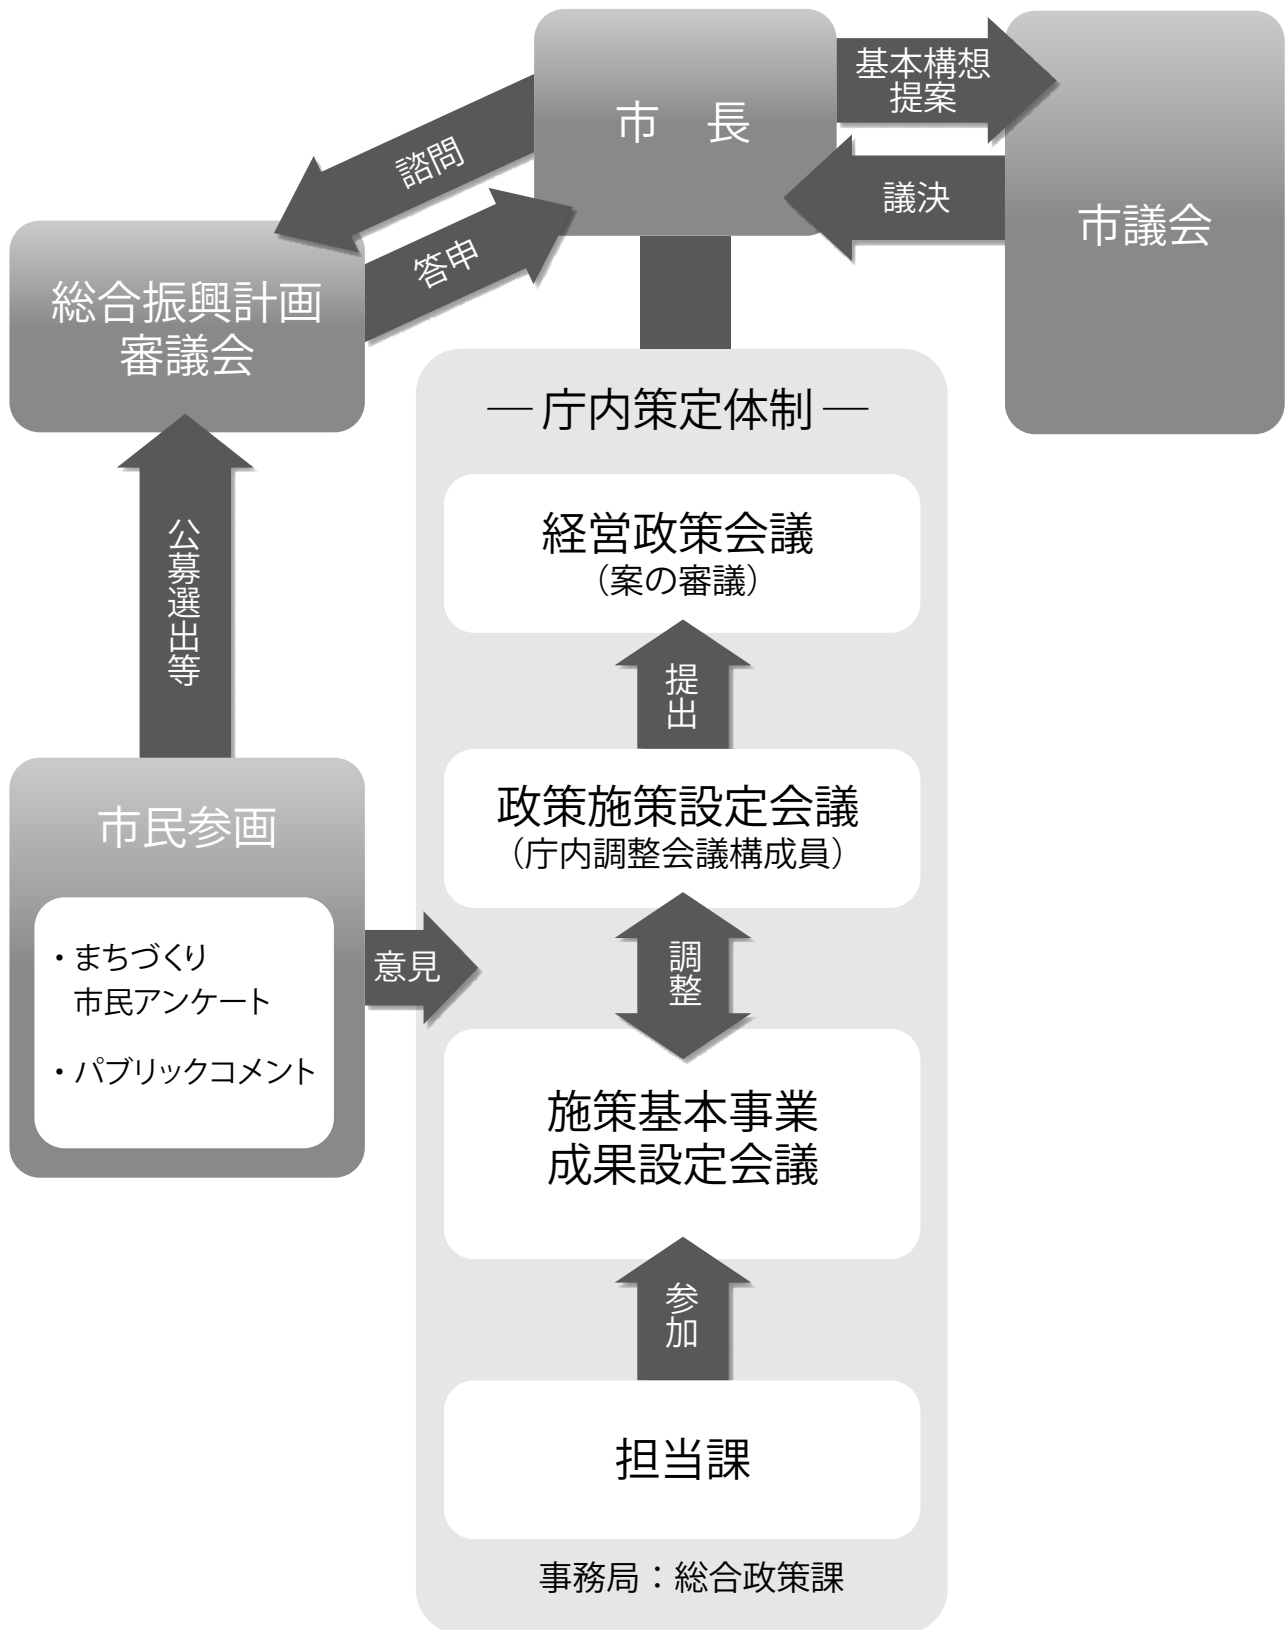 市　長
基本構想
提案
議決
市議会
諮問
答申
総合振興計画
審議会
公募選出等
市民参画
・まちづくり
市民アンケート
・パブリックコメント
意見
― 庁内策定体制 ―
経営政策会議
（案の審議）
提出
政策施策設定会議
（庁内調整会議構成員）
調整
施策基本事業
成果設定会議
参加
担当課
事務局：総合政策課